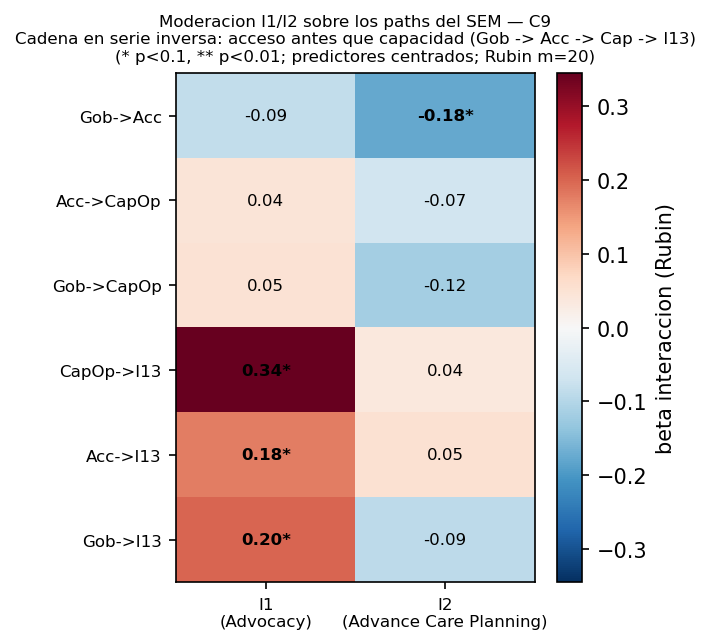 Moderacion I1/I2 sobre los paths del SEM — C9
Cadena en serie inversa: acceso antes que capacidad (Gob -> Acc -> Cap -> I13)
(* p<0.1, ** p<0.01; predictores centrados; Rubin m=20)
Gob->Acc
-0.09
-0.18*
Acc->CapOp
0.04
-0.07
Gob->CapOp
0.05
-0.12
CapOp->I13
0.34*
0.04
Acc->I13
0.18*
0.05
Gob->I13
0.20*
-0.09
I1
(Advocacy)
I2
(Advance Care Planning)
0.3
0.2
0.1
0.0
−0.1
−0.2
−0.3
beta interaccion (Rubin)